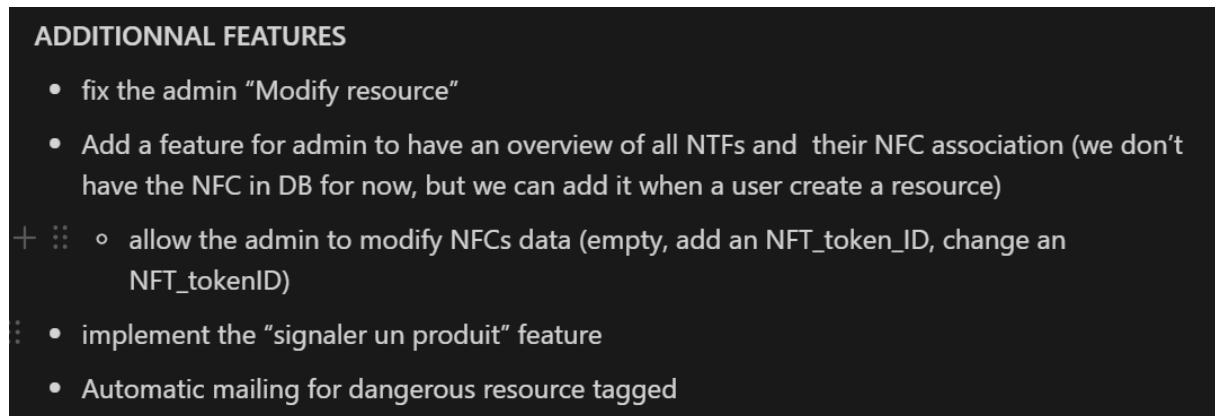 ADDITIONNAL FEATURES
• fix the admin “Modify resource”
• Add a feature for admin to have an overview of all NTFs and  their NFC association (we don’t
have the NFC in DB for now, but we can add it when a user create a resource)
◦ allow the admin to modify NFCs data (empty, add an NFT_token_ID, change an
NFT_tokenID)
• implement the “signaler un produit” feature
• Automatic mailing for dangerous resource tagged